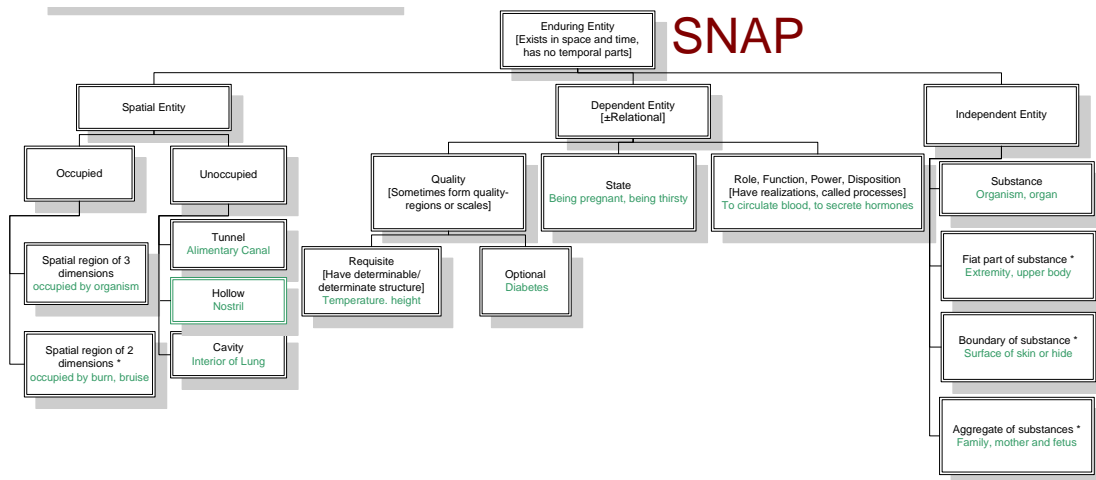 Enduring Entity
[Exists in space and time,
has no temporal parts]
SNAP
Spatial Entity
Dependent Entity
[±Relational]
Independent Entity
Occupied
Unoccupied
Quality
[Sometimes form quality-
regions or scales]
State
Being pregnant, being thirsty
Role, Function, Power, Disposition
[Have realizations, called processes]
To circulate blood, to secrete hormones
Substance
Organism, organ
Tunnel
Alimentary Canal
Spatial region of 3
dimensions
occupied by organism
Requisite
[Have determinable/
determinate structure]
Temperature. height
Optional
Diabetes
Fiat part of substance *
Extremity, upper body
Hollow
Nostril
Boundary of substance *
Surface of skin or hide
Spatial region of 2
dimensions *
occupied by burn, bruise
Cavity
Interior of Lung
Aggregate of substances *
Family, mother and fetus